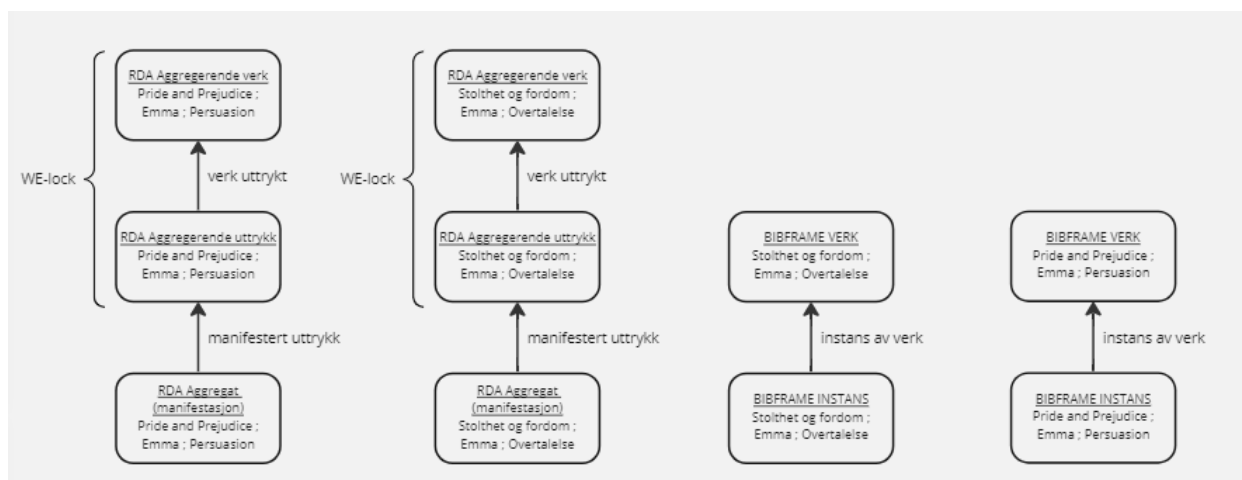 RDA Aggregerende verk
Pride and Prejudice ;
Emma ; Persuasion
WE-lock
verk uttrykt
RDA Aggregerende uttrykk
Pride and Prejudice ;
Emma ; Persuasion
manifestert uttrykk
RDA Aggregat
(manifestasjon)
Pride and Prejudice ;
Emma ; Persuasion
RDA Aggregerende verk
Stolthet og fordom ;
Emma ; Overtalelse
WE-lock
verk uttrykt
RDA Aggregerende uttrykk
Stolthet og fordom ;
Emma ; Overtalelse
manifestert uttrykk
RDA Aggregat
(manifestasjon)
Stolthet og fordom ;
Emma ; Overtalelse
BIBFRAME VERK
Stolthet og fordom ;
Emma ; Overtalelse
instans av verk
BIBFRAME INSTANS
Stolthet og fordom ;
Emma ; Overtalelse
BIBFRAME VERK
Pride and Prejudice ;
Emma ; Persuasion
instans av verk
BIBFRAME INSTANS
Pride and Prejudice ;
Emma ; Persuasion